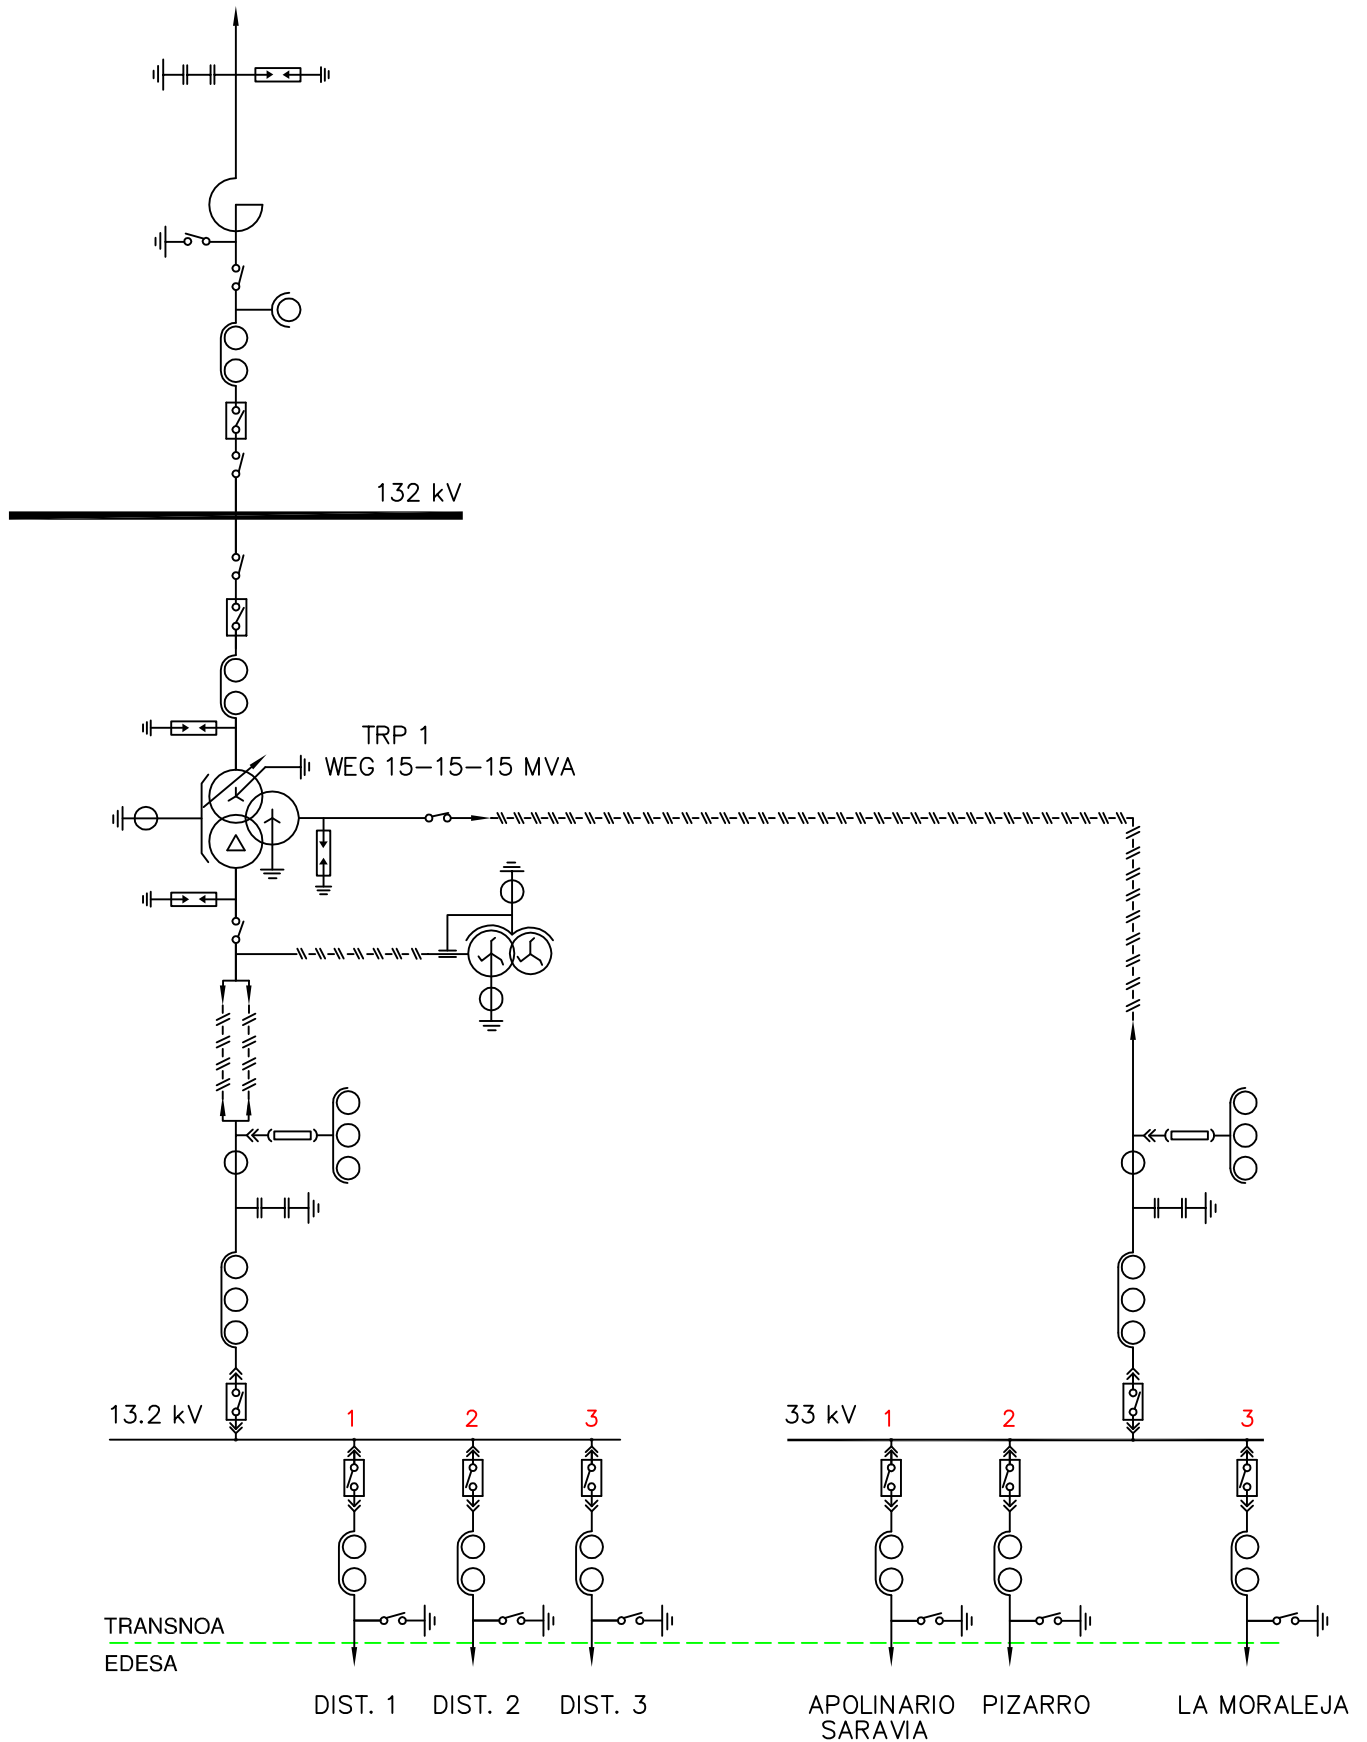 132 kV
TRP 1
WEG 15-15-15 MVA
13.2 kV
1
2
3
33 kV
1
2
3
TRANSNOA
EDESA
DIST. 1
DIST. 2
DIST. 3
APOLINARIO
SARAVIA
PIZARRO
LA MORALEJA